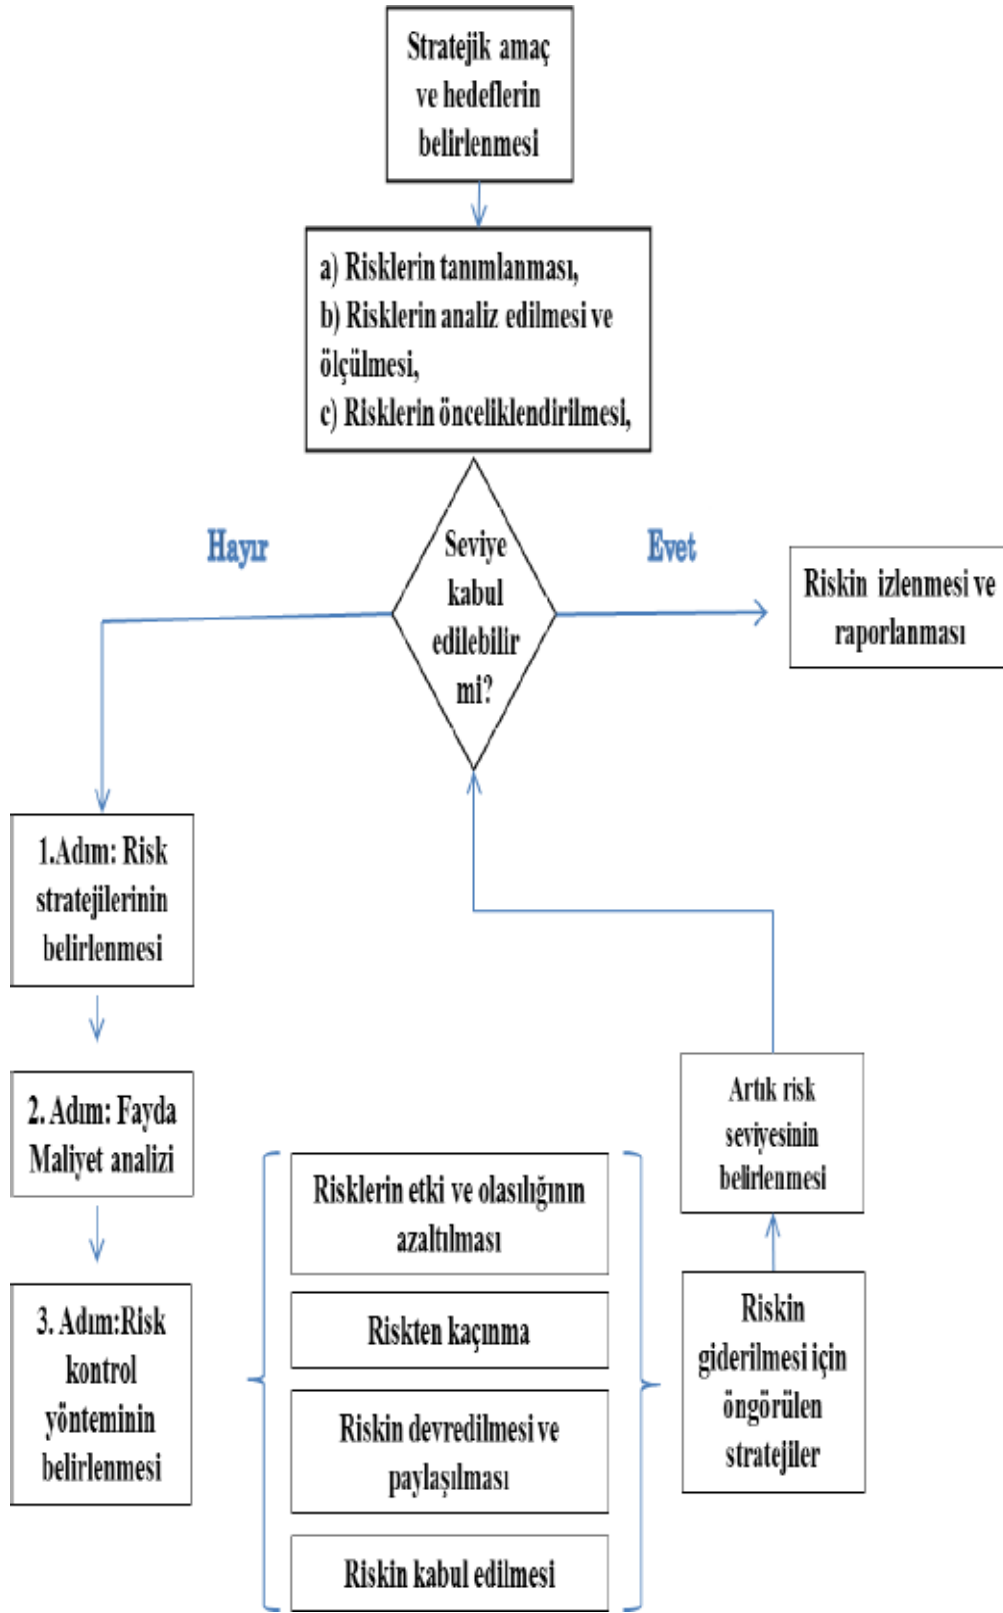 Stratejik amaç
ve hedeflerin
belirlenmesi
a) Risklerin tanımlanması,
b) Risklerin analiz edilmesi ve
ölçülmesi,
c) Risklerin önceliklendirilmesi,
Hayır
Seviye
kabul
edilebilir
mi?
Evet
Riskin izlenmesi ve
raporlanması
1.Adım: Risk
stratejilerinin
belirlenmesi
2. Adım: Fayda
Maliyet analizi
3. Adım:Risk
kontrol
yönteminin
belirlenmesi
Risklerin etki ve olasılığının
azaltılması
Riskten kaçınma
Riskin devredilmesi ve
paylaşılması
Riskin kabul edilmesi
Artık risk
seviyesinin
belirlenmesi
Riskin
giderilmesi için
öngörülen
stratejiler